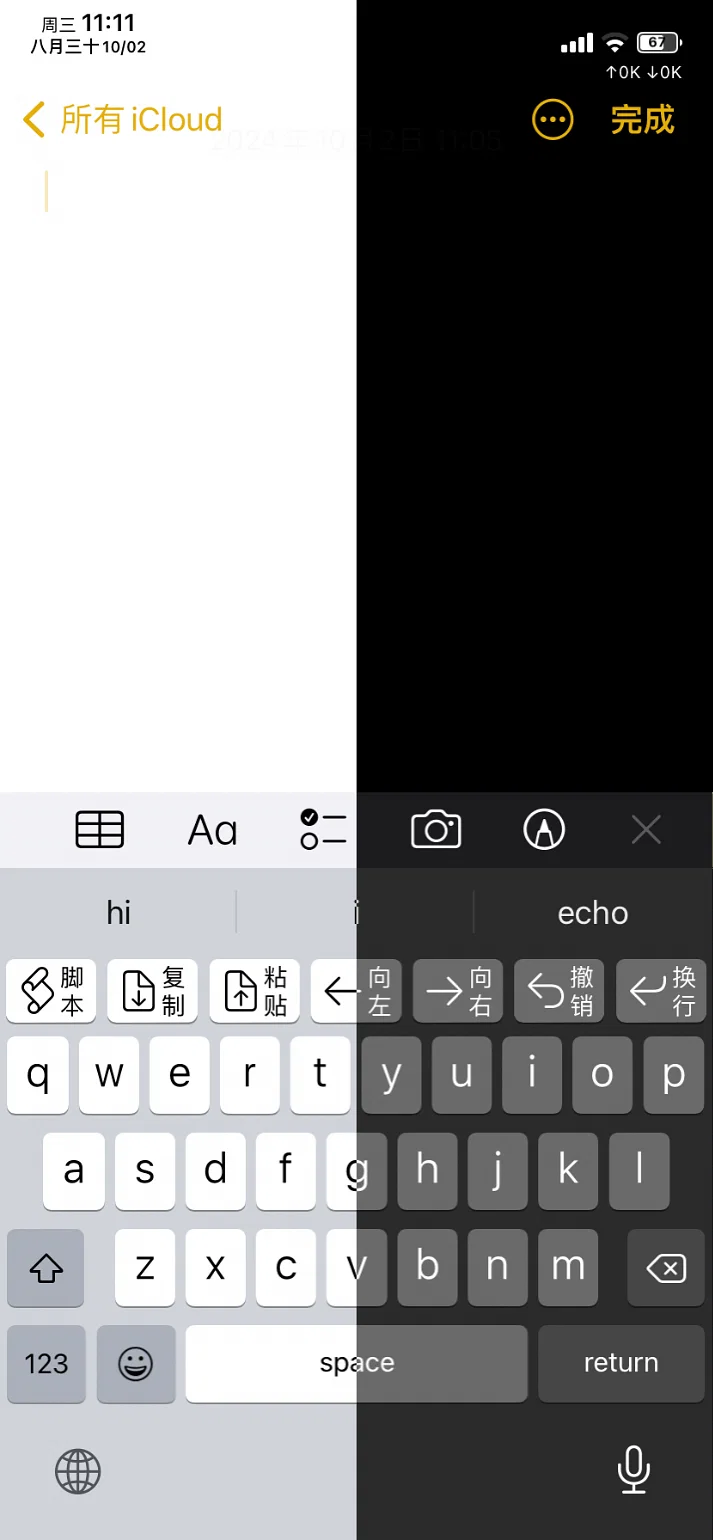 周三 11:11
八月三十10/02
67
↑0K ↓0K
所有 iCloud
完成
2024年10月2日 11:05
Aa
hi
i
echo
脚本
复制
粘贴
向左
向右
撤销
换行
q w e r t y u i o p
a s d f g h j k l
z x c v b n m
123
space
return